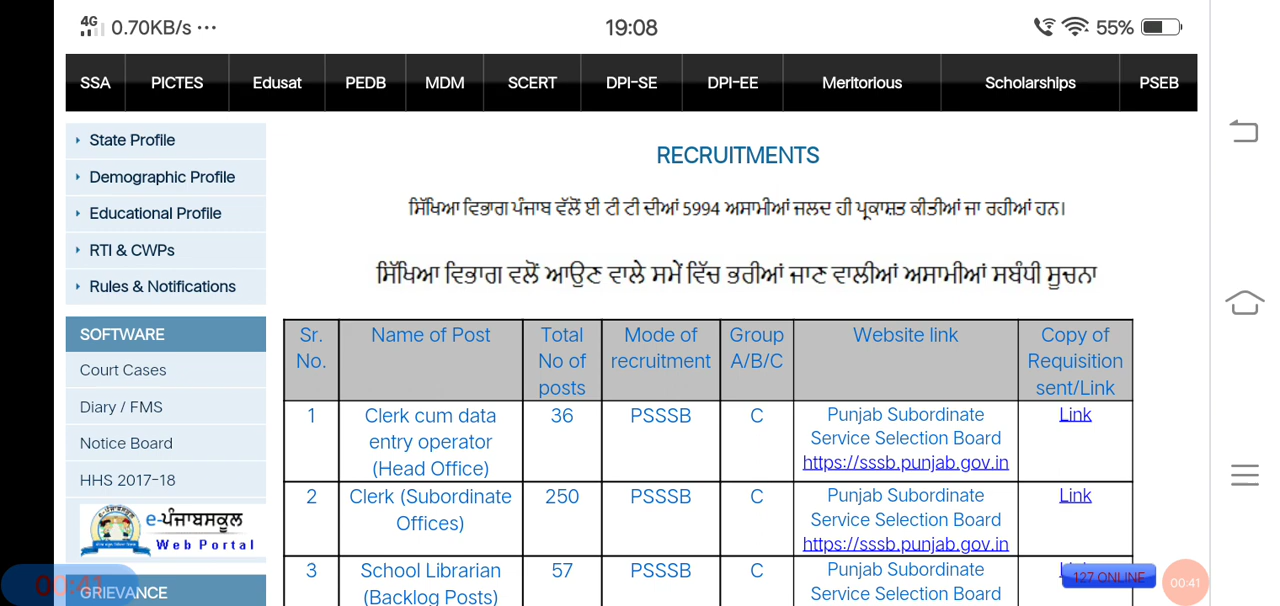 4G 0.70KB/s ··· 19:08 55%
SSA PICTES Edusat PEDB MDM SCERT DPI-SE DPI-EE Meritorious Scholarships PSEB
State Profile
Demographic Profile
Educational Profile
RTI & CWPs
Rules & Notifications
SOFTWARE
Court Cases
Diary / FMS
Notice Board
HHS 2017-18
e-ਪੰਜਾਬਸਕੂਲ
Web Portal
GRIEVANCE
00:41
RECRUITMENTS
ਸਿੱਖਿਆ ਵਿਭਾਗ ਪੰਜਾਬ ਵੱਲੋਂ ਈ ਟੀ ਟੀ ਦੀਆਂ 5994 ਅਸਾਮੀਆਂ ਜਲਦ ਹੀ ਪ੍ਰਕਾਸ਼ਤ ਕੀਤੀਆਂ ਜਾ ਰਹੀਆਂ ਹਨ।
ਸਿੱਖਿਆ ਵਿਭਾਗ ਵਲੋਂ ਆਉਣ ਵਾਲੇ ਸਮੇਂ ਵਿੱਚ ਭਰੀਆਂ ਜਾਣ ਵਾਲੀਆਂ ਅਸਾਮੀਆਂ ਸਬੰਧੀ ਸੂਚਨਾ
Sr. Name of Post Total Mode of Group Website link Copy of
No. No of recruitment A/B/C Requisition
posts sent/Link
1 Clerk cum data 36 PSSSB C Punjab Subordinate Link
entry operator Service Selection Board
(Head Office) https://sssb.punjab.gov.in
2 Clerk (Subordinate 250 PSSSB C Punjab Subordinate Link
Offices) Service Selection Board
https://sssb.punjab.gov.in
3 School Librarian 57 PSSSB C Punjab Subordinate
(Backlog Posts) Service Selection Board
127 ONLINE
00:41